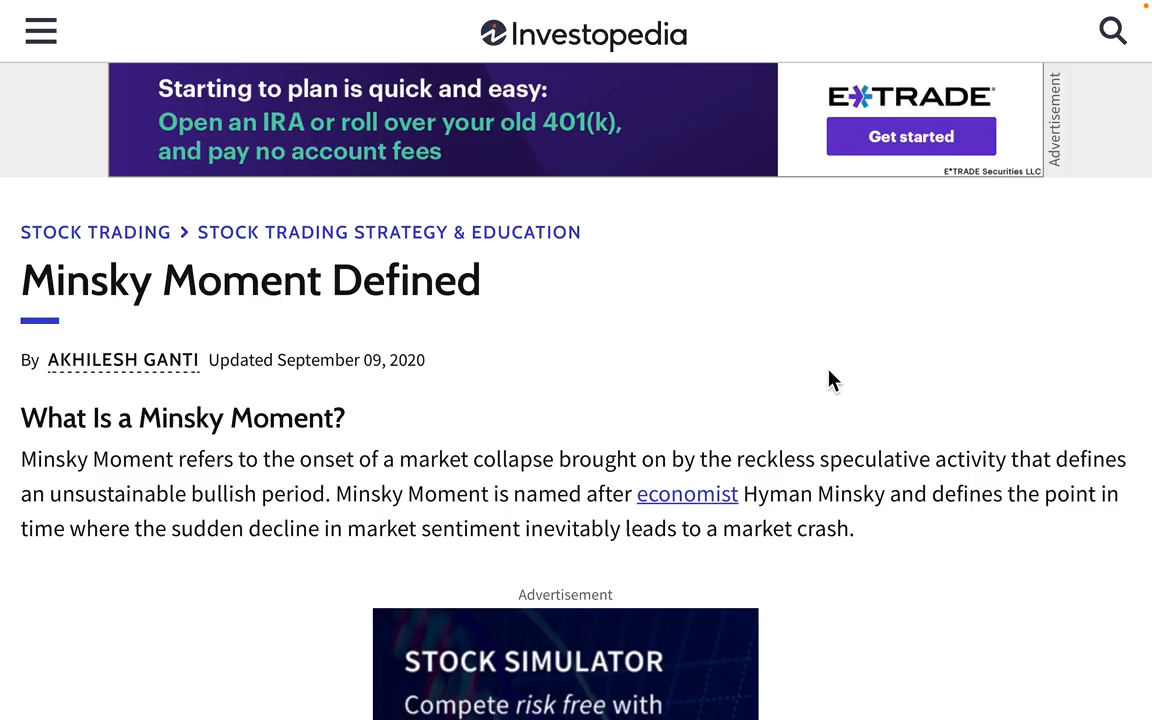 Investopedia
Starting to plan is quick and easy:
Open an IRA or roll over your old 401(k),
and pay no account fees
E*TRADE®
Get started
E*TRADE Securities LLC
Advertisement
STOCK TRADING > STOCK TRADING STRATEGY & EDUCATION
Minsky Moment Defined
By AKHILESH GANTI Updated September 09, 2020
What Is a Minsky Moment?
Minsky Moment refers to the onset of a market collapse brought on by the reckless speculative activity that defines
an unsustainable bullish period. Minsky Moment is named after economist Hyman Minsky and defines the point in
time where the sudden decline in market sentiment inevitably leads to a market crash.
Advertisement
STOCK SIMULATOR
Compete risk free with